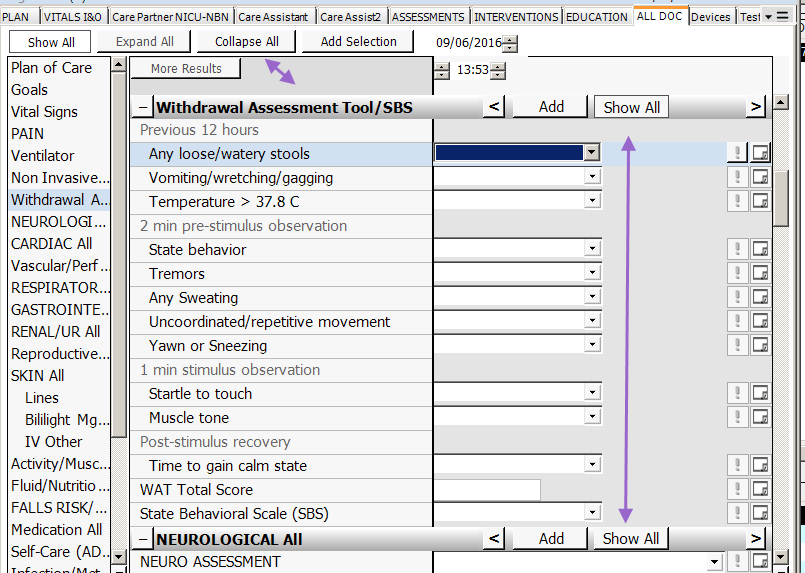 PLAN VITALS I&O Care Partner NICU-NBN Care Assistant Care Assist2 ASSESSMENTS INTERVENTIONS EDUCATION ALL DOC Devices Test
Show All Expand All Collapse All Add Selection 09/06/2016
More Results 13:53
Plan of Care
Goals
Vital Signs
PAIN
Ventilator
Non Invasive...
Withdrawal A...
NEUROLOGI...
CARDIAC All
Vascular/Perf...
RESPIRATOR...
GASTROINTE...
RENAL/UR All
Reproductive...
SKIN All
Lines
Bililight Mg...
IV Other
Activity/Musc...
Fluid/Nutritio...
FALLS RISK/...
Medication All
Self-Care (AD...
Infection/Met...
− Withdrawal Assessment Tool/SBS < Add Show All >
Previous 12 hours
Any loose/watery stools
Vomiting/wretching/gagging
Temperature > 37.8 C
2 min pre-stimulus observation
State behavior
Tremors
Any Sweating
Uncoordinated/repetitive movement
Yawn or Sneezing
1 min stimulus observation
Startle to touch
Muscle tone
Post-stimulus recovery
Time to gain calm state
WAT Total Score
State Behavioral Scale (SBS)
− NEUROLOGICAL All < Add Show All >
NEURO ASSESSMENT